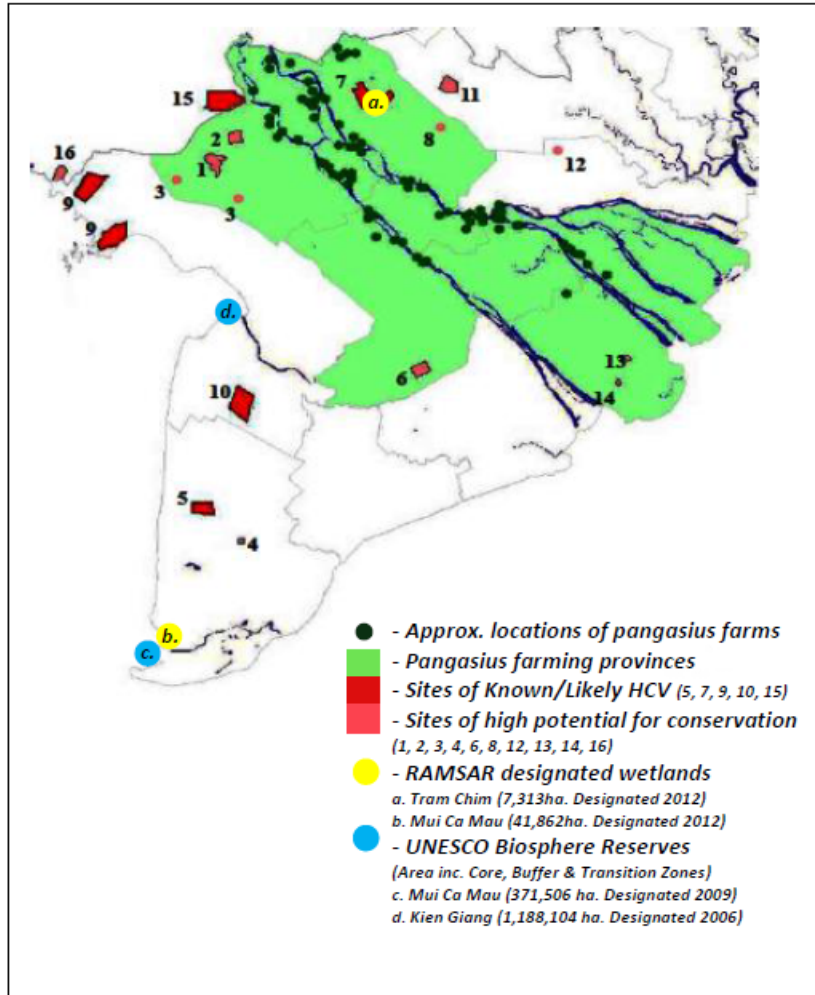 7
a.
11
15
8
2
12
16
1
9
3
3
9
d.
13
6
14
10
5
4
b.
c.
- Approx. locations of pangasius farms
- Pangasius farming provinces
- Sites of Known/Likely HCV (5, 7, 9, 10, 15)
- Sites of high potential for conservation
(1, 2, 3, 4, 6, 8, 12, 13, 14, 16)
- RAMSAR designated wetlands
a. Tram Chim (7,313ha. Designated 2012)
b. Mui Ca Mau (41,862ha. Designated 2012)
- UNESCO Biosphere Reserves
(Area inc. Core, Buffer & Transition Zones)
c. Mui Ca Mau (371,506 ha. Designated 2009)
d. Kien Giang (1,188,104 ha. Designated 2006)